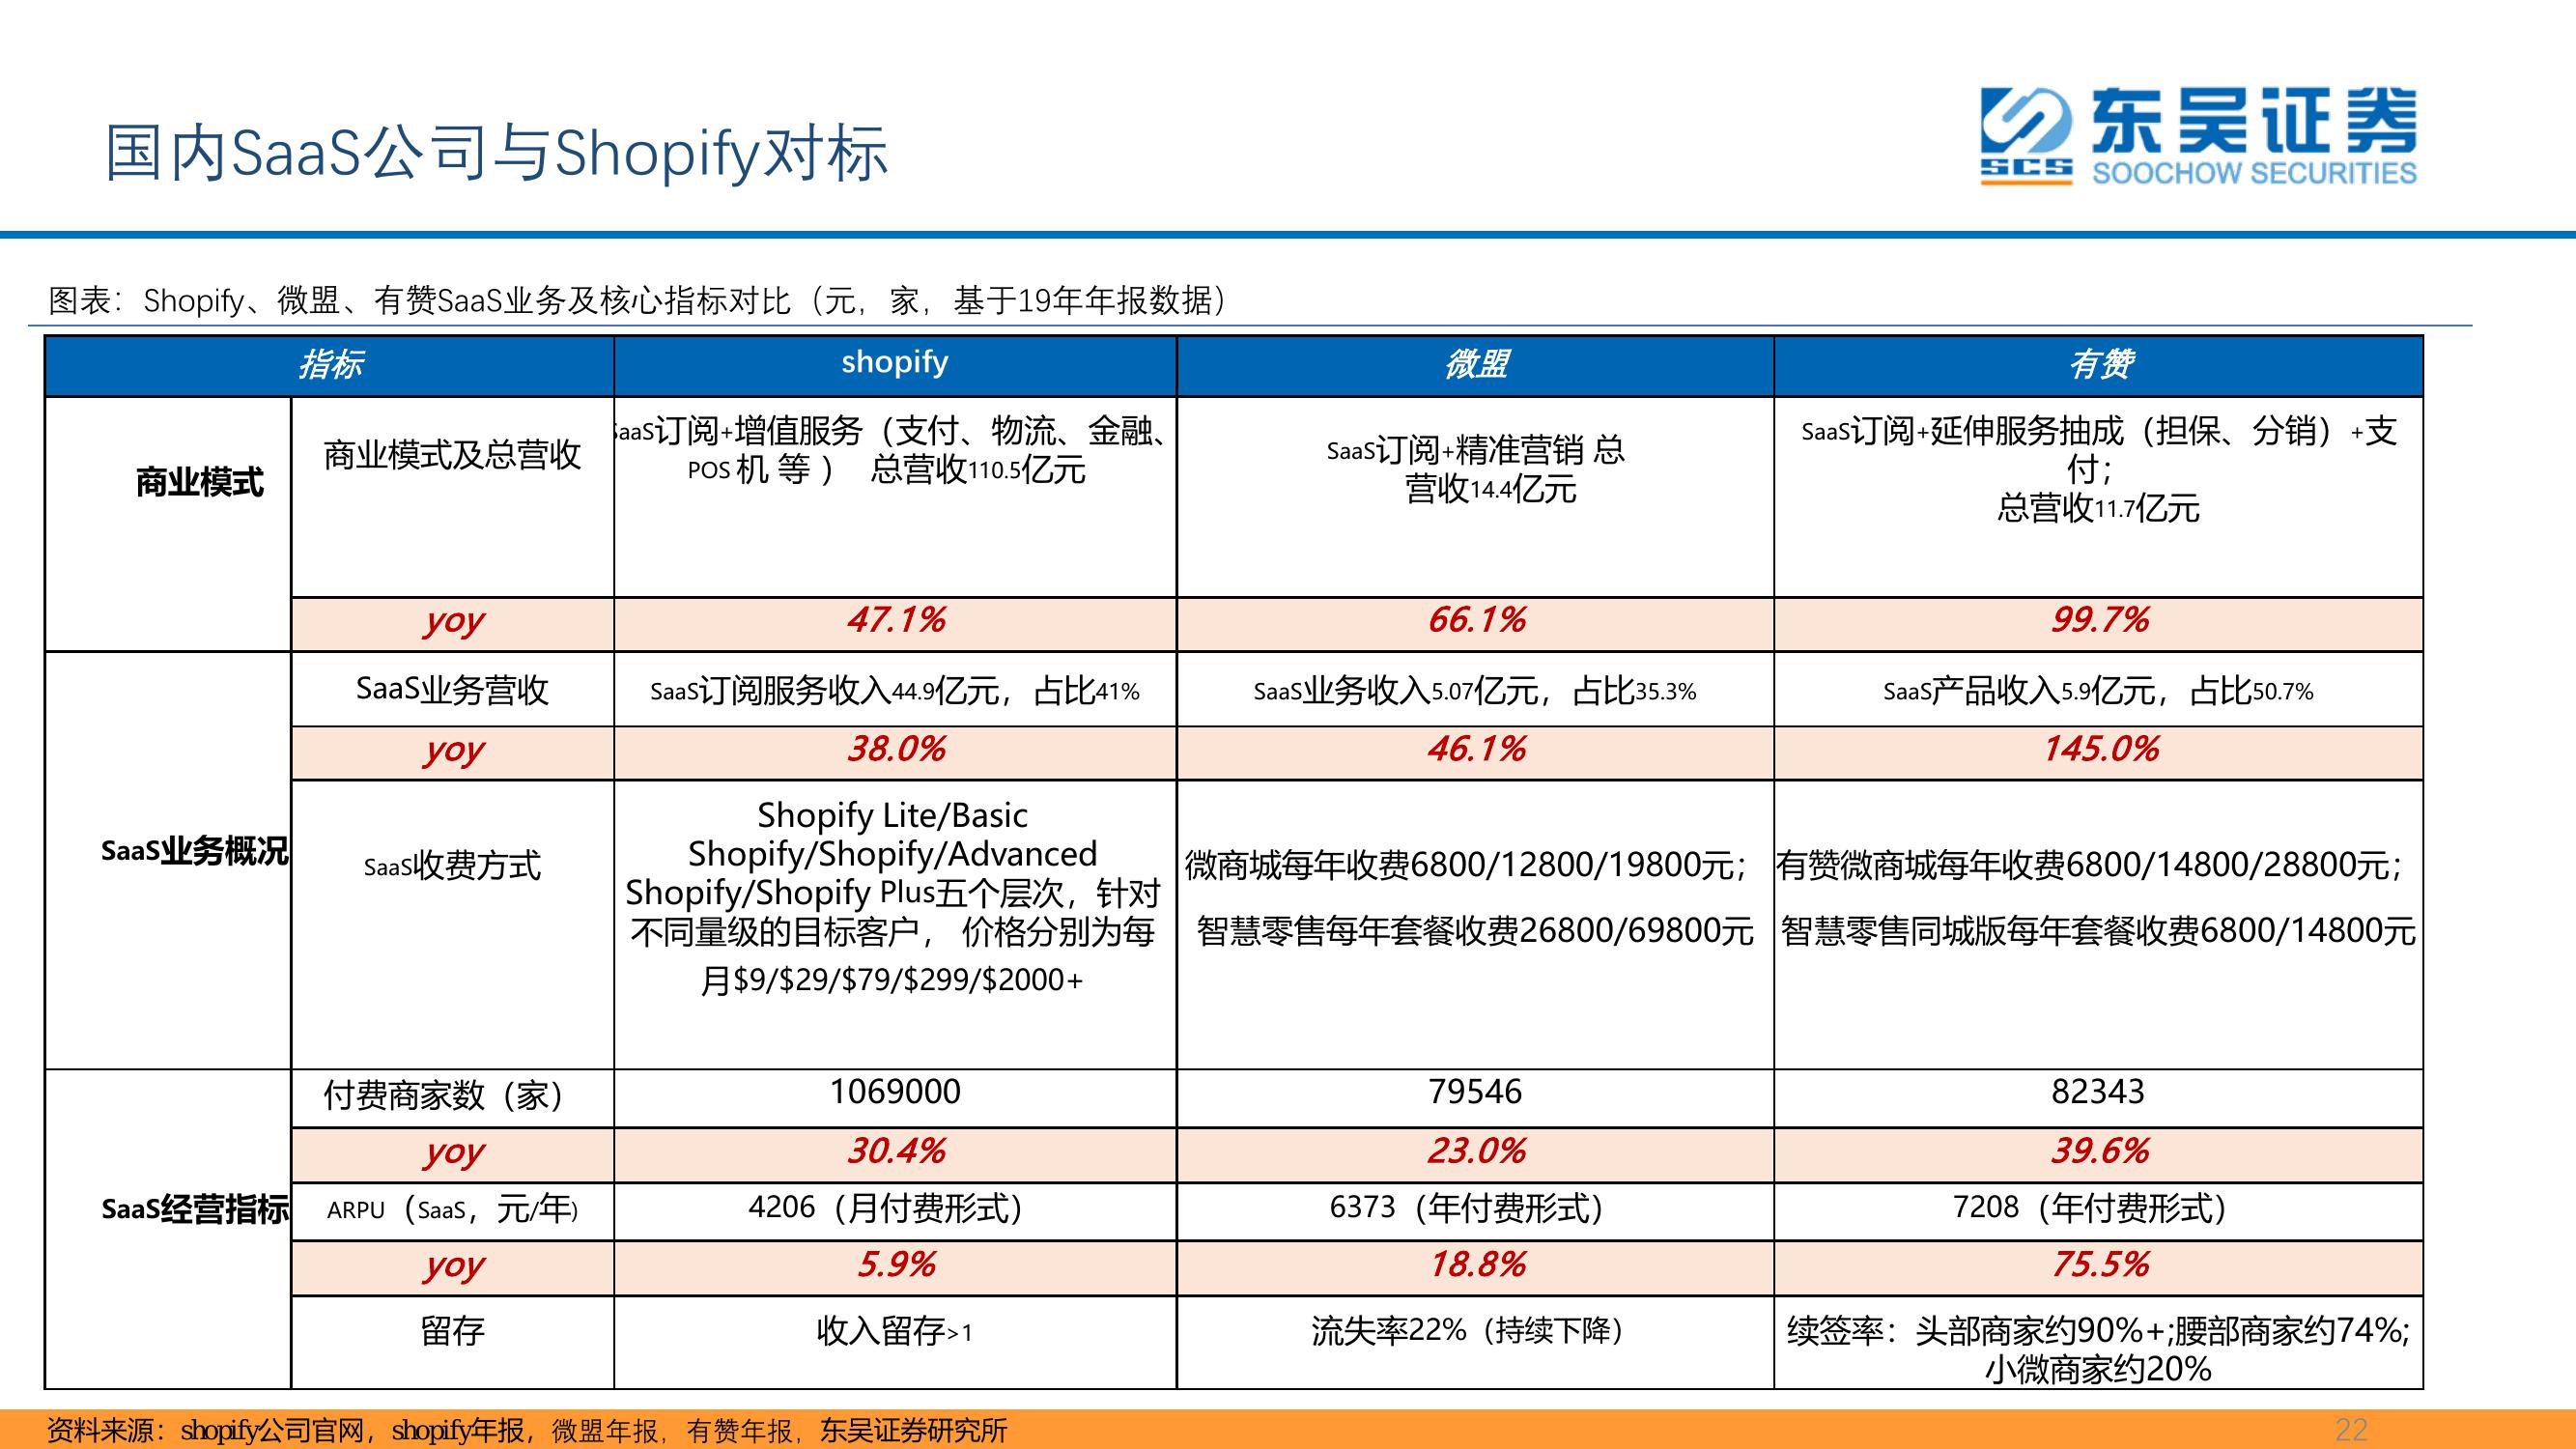 国内SaaS公司与Shopify对标
东吴证券
SCS
SOOCHOW SECURITIES
图表：Shopify、微盟、有赞SaaS业务及核心指标对比（元，家，基于19年年报数据）
指标
shopify
微盟
有赞
商业模式
商业模式及总营收
SaaS订阅+增值服务（支付、物流、金融、
POS 机 等 ） 总营收110.5亿元
SaaS订阅+精准营销 总
营收14.4亿元
SaaS订阅+延伸服务抽成（担保、分销）+支
付；
总营收11.7亿元
yoy
47.1%
66.1%
99.7%
SaaS业务概况
SaaS业务营收
SaaS订阅服务收入44.9亿元，占比41%
SaaS业务收入5.07亿元，占比35.3%
SaaS产品收入5.9亿元，占比50.7%
yoy
38.0%
46.1%
145.0%
SaaS收费方式
Shopify Lite/Basic
Shopify/Shopify/Advanced
Shopify/Shopify Plus五个层次，针对
不同量级的目标客户， 价格分别为每
月$9/$29/$79/$299/$2000+
微商城每年收费6800/12800/19800元；
智慧零售每年套餐收费26800/69800元
有赞微商城每年收费6800/14800/28800元；
智慧零售同城版每年套餐收费6800/14800元
SaaS经营指标
付费商家数（家）
1069000
79546
82343
yoy
30.4%
23.0%
39.6%
ARPU（SaaS，元/年）
4206（月付费形式）
6373（年付费形式）
7208（年付费形式）
yoy
5.9%
18.8%
75.5%
留存
收入留存>1
流失率22%（持续下降）
续签率：头部商家约90%+;腰部商家约74%;
小微商家约20%
资料来源：shopify公司官网，shopify年报，微盟年报，有赞年报，东吴证券研究所
22